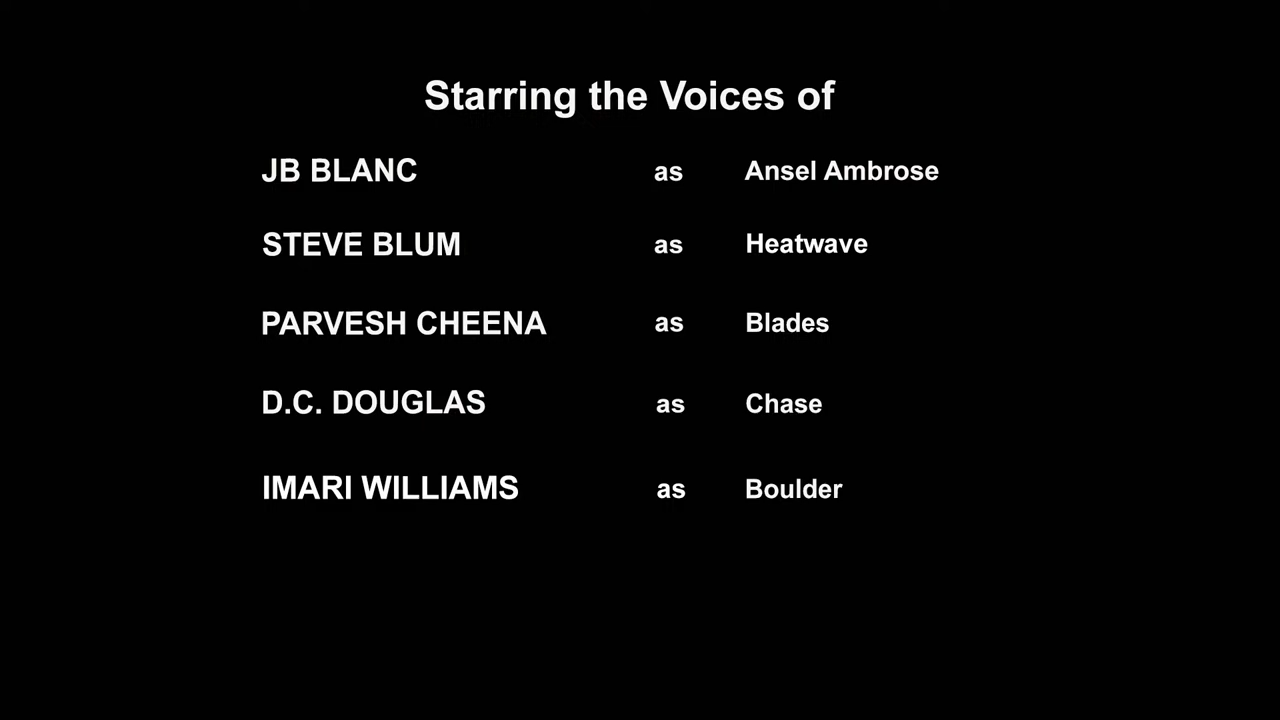 Starring the Voices of
JB BLANC as Ansel Ambrose
STEVE BLUM as Heatwave
PARVESH CHEENA as Blades
D.C. DOUGLAS as Chase
IMARI WILLIAMS as Boulder